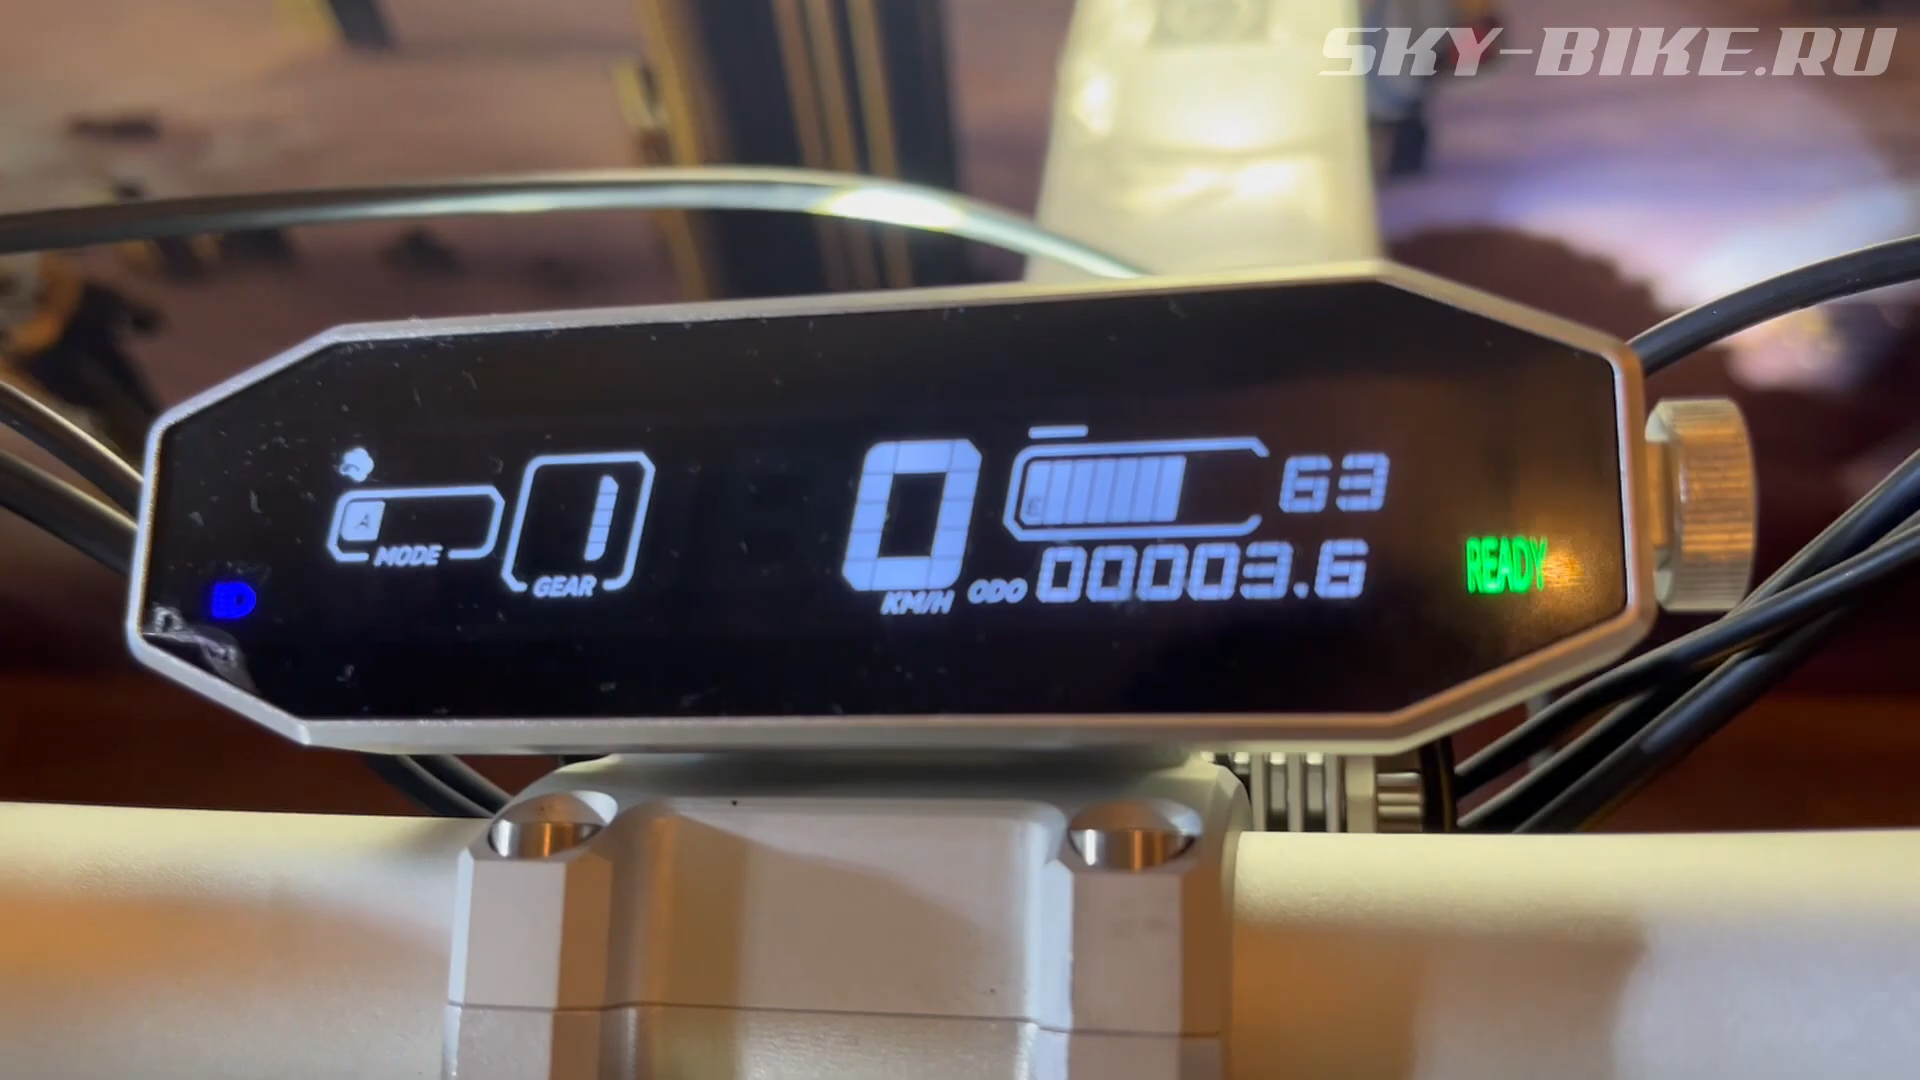 SKY-BIKE.RU
A
MODE
1
GEAR
0
KM/H
63
ODO 00003.6
READY